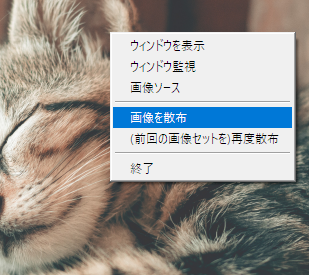 ウィンドウを表示
ウィンドウ監視
画像ソース
画像を散布
(前回の画像セットを)再度散布
終了